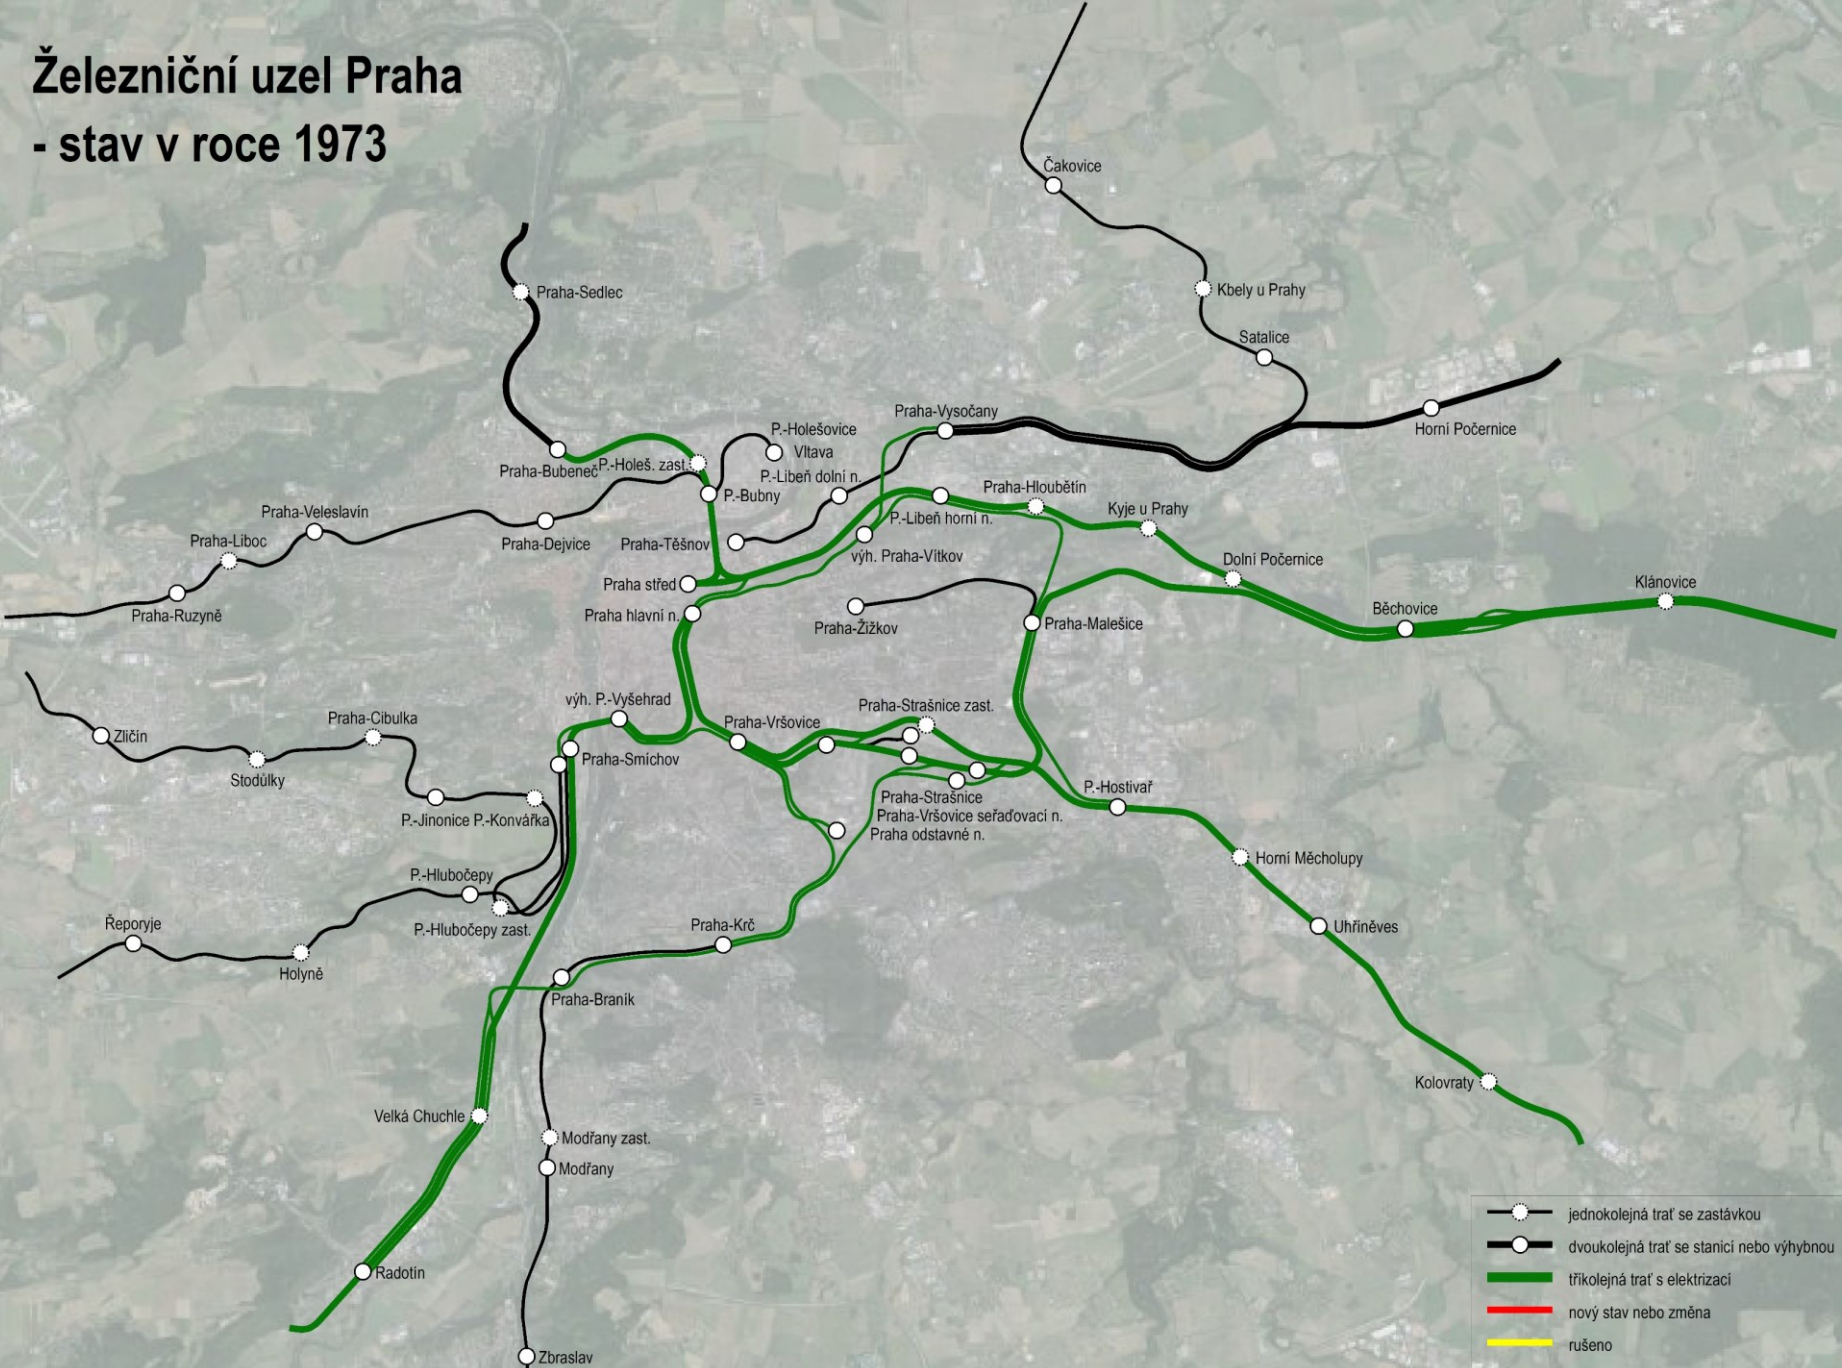 Železniční uzel Praha
- stav v roce 1973
Čakovice
Praha-Sedlec
Kbely u Prahy
Satalice
Praha-Vysočany
Horní Počernice
P.-Holešovice
Vltava
Praha-Bubeneč
P.-Holeš. zast.
P.-Libeň dolní n.
P.-Bubny
Praha-Hloubětín
Kyje u Prahy
P.-Libeň horní n.
Praha-Veleslavín
Praha-Liboc
Praha-Dejvice
Praha-Těšnov
výh. Praha-Vítkov
Dolní Počernice
Praha střed
Klánovice
Praha-Ruzyně
Praha hlavní n.
Praha-Žižkov
Praha-Malešice
Běchovice
výh. P.-Vyšehrad
Praha-Strašnice zast.
Praha-Cibulka
Praha-Vršovice
Zličín
Praha-Smíchov
Stodůlky
P.-Hostivař
Praha-Strašnice
P.-Jinonice
P.-Konvářka
Praha-Vršovice seřaďovací n.
Praha odstavné n.
Horní Měcholupy
P.-Hlubočepy
Řeporyje
P.-Hlubočepy zast.
Praha-Krč
Uhříněves
Holyně
Praha-Braník
Kolovraty
Velká Chuchle
Modřany zast.
Modřany
Radotín
Zbraslav
jednokolejná trať se zastávkou
dvoukolejná trať se stanicí nebo výhybnou
tříkolejná trať s elektrizací
nový stav nebo změna
rušeno